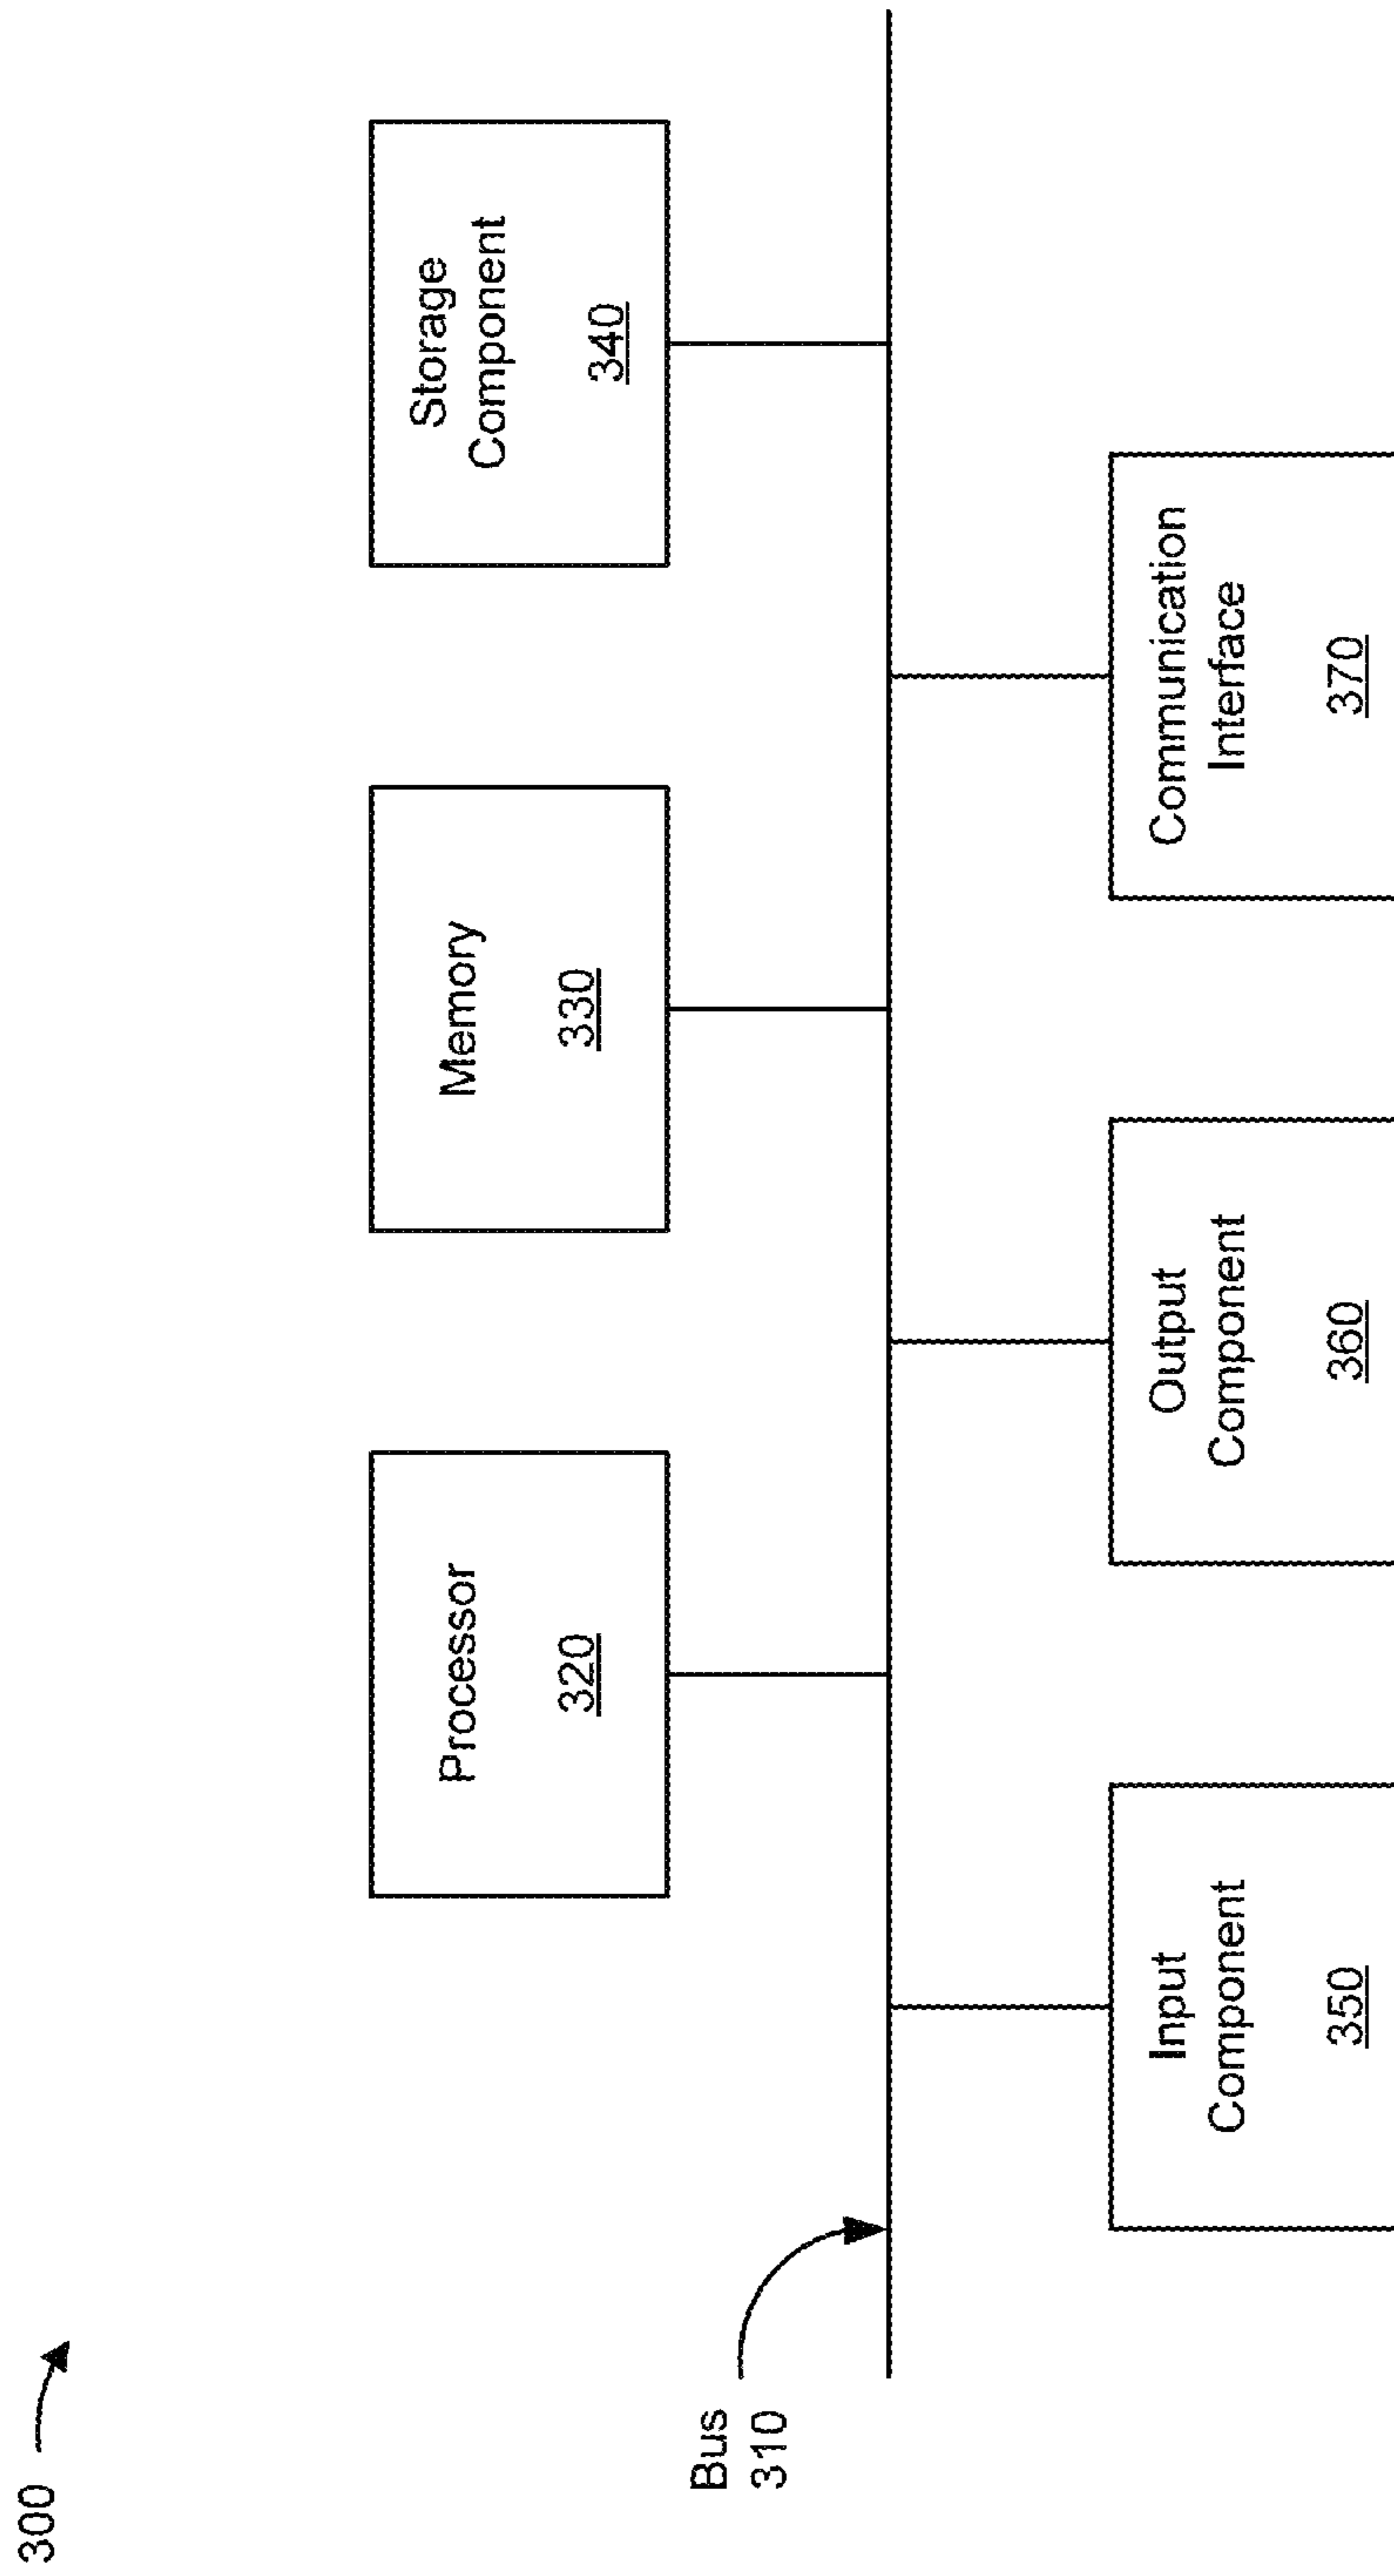 300
Processor
320
Memory
330
Storage
Component
340
Bus
310
Input
Component
350
Output
Component
360
Communication
Interface
370